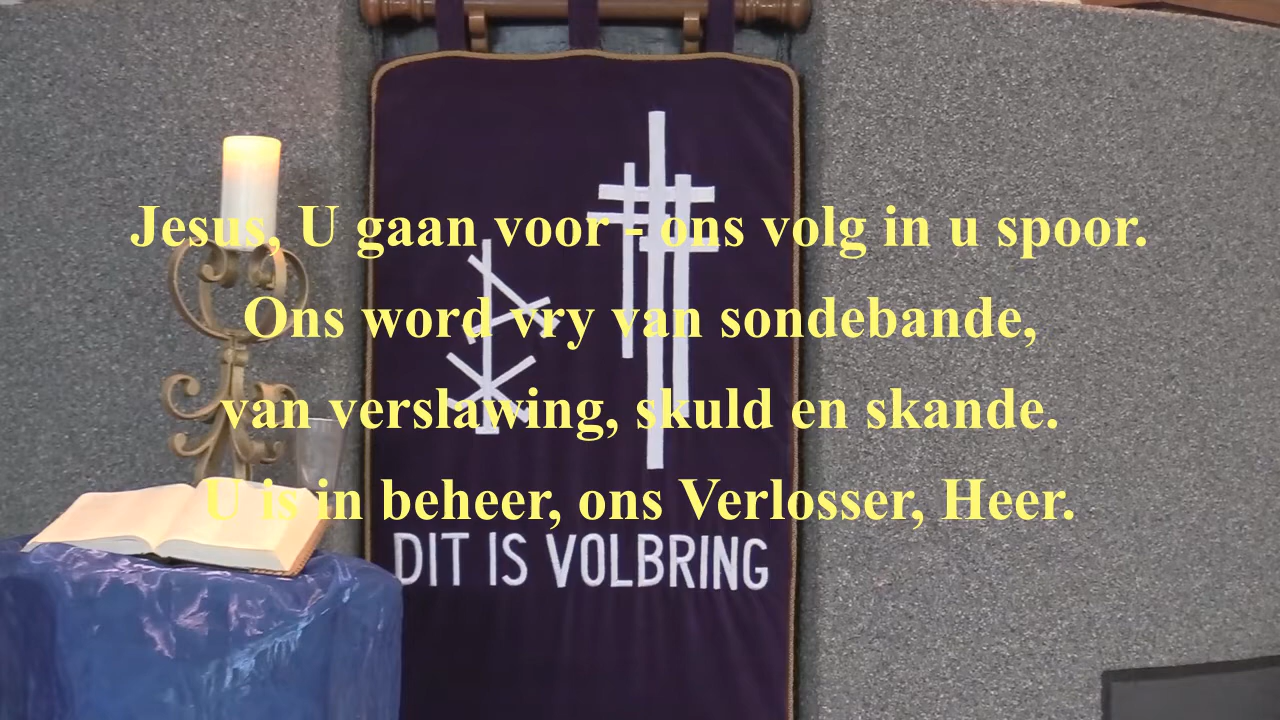 Jesus, U gaan voor - ons volg in u spoor.
Ons word vry van sondebande,
van verslawing, skuld en skande.
U is in beheer, ons Verlosser, Heer.
DIT IS VOLBRING